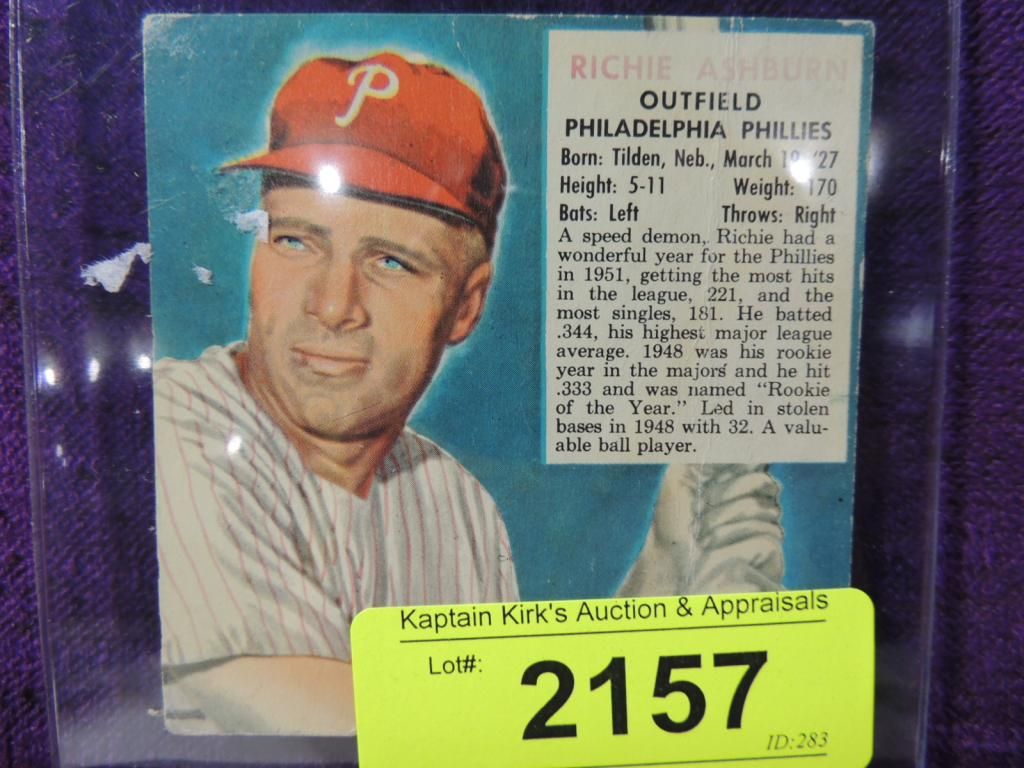 P
RICHIE ASHBURN
OUTFIELD
PHILADELPHIA PHILLIES
Born: Tilden, Neb., March 19, '27
Height: 5-11 Weight: 170
Bats: Left Throws: Right
A speed demon, Richie had a
wonderful year for the Phillies
in 1951, getting the most hits
in the league, 221, and the
most singles, 181. He batted
.344, his highest major league
average. 1948 was his rookie
year in the majors and he hit
.333 and was named "Rookie
of the Year." Led in stolen
bases in 1948 with 32. A valu-
able ball player.
Kaptain Kirk's Auction & Appraisals
Lot#: 2157
ID:283